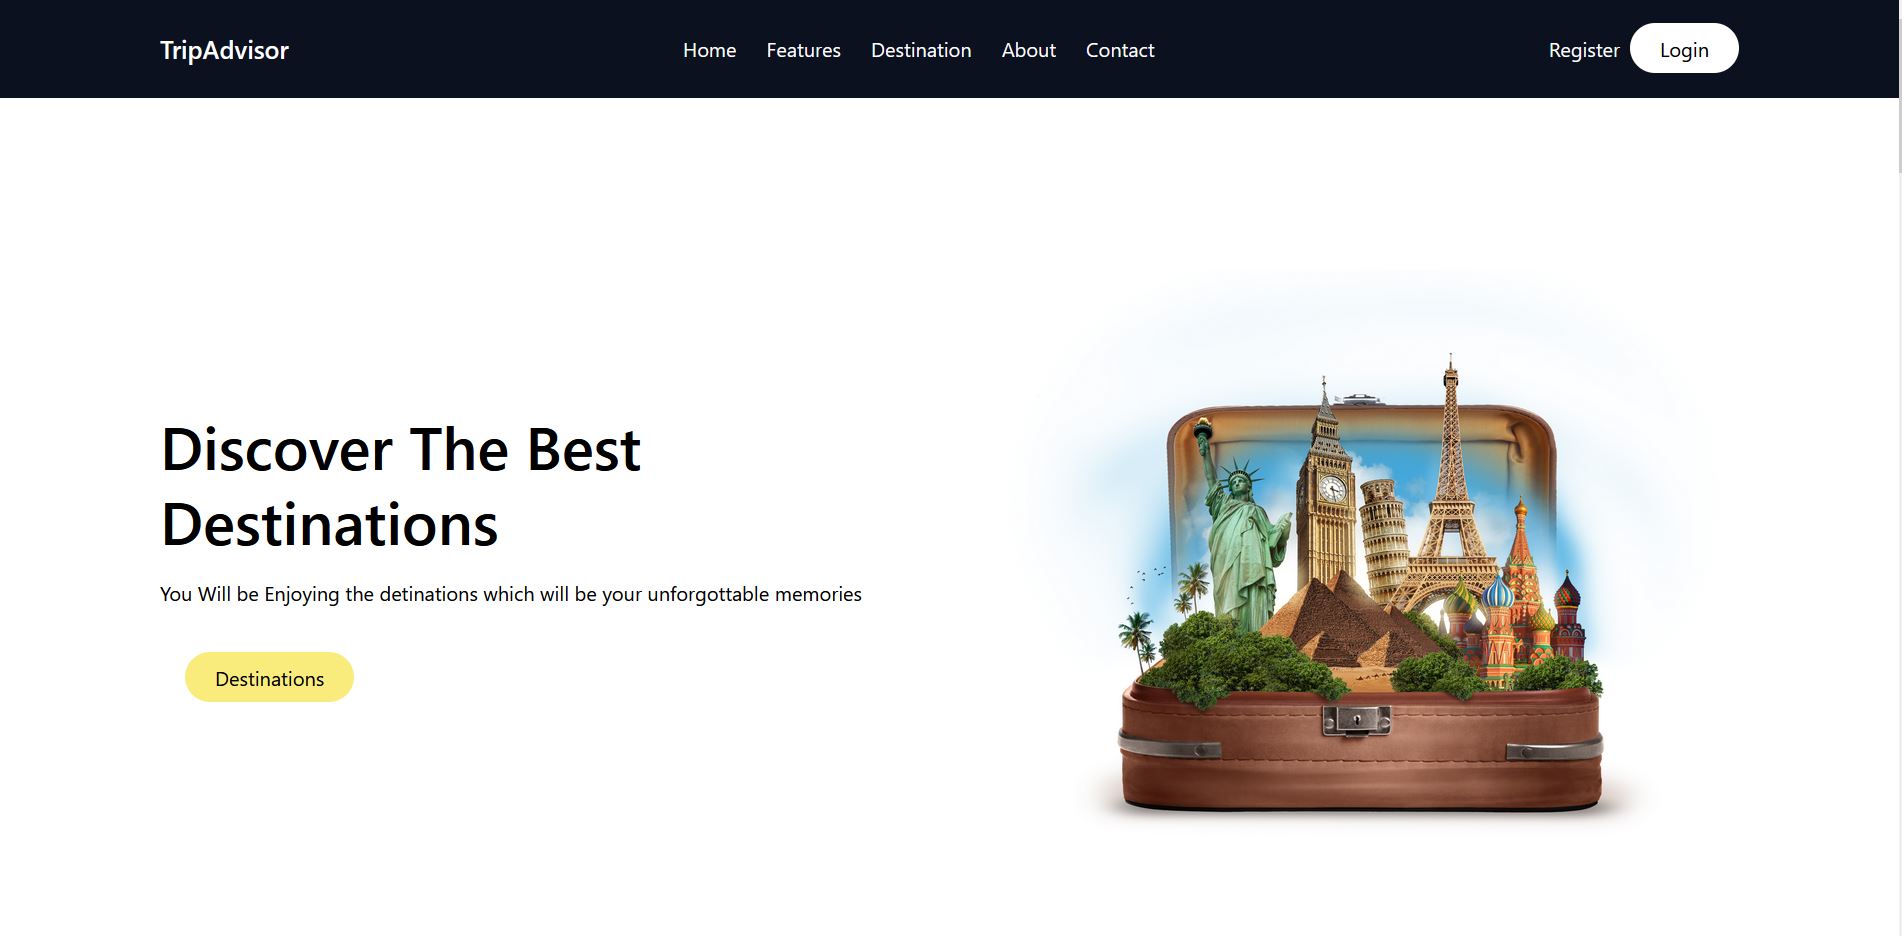 TripAdvisor
Home Features Destination About Contact
Register Login
Discover The Best
Destinations
You Will be Enjoying the detinations which will be your unforgottable memories
Destinations